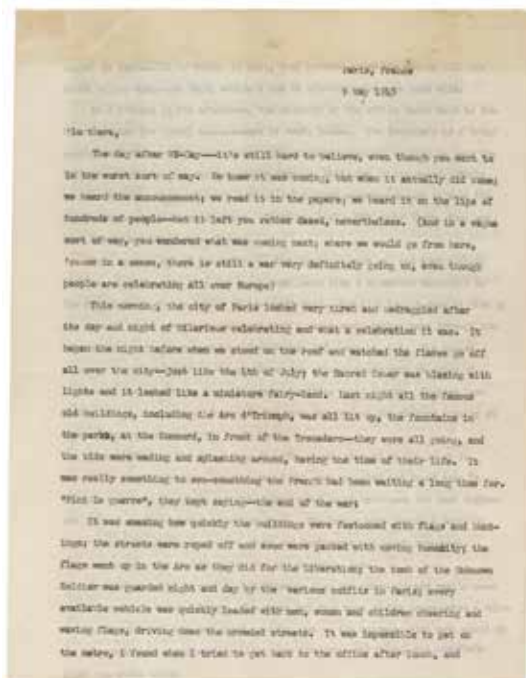 Paris, France
9 May 1945
Hio there,
The day after VE-Day---it's still hard to believe, even though you want to
in the worst sort of way. We knew it was coming, but when it actually did come;
we heard the announcement; we read it in the papers; we heard it on the lips of
hundreds of people--but it left you rather dazed, nevertheless. (And in a vague
sort of way, you wondered what was coming next; where we would go from here,
in a sense, there is still a war very definitely going on, even though
people are celebrating all over Europe)
This morning, the city of Paris looked very tired and bedraggled after
the day and night of hilarious celebrating and what a celebration it was. It
began the night before when we stood on the roof and watched the flares go off
all over the city--just like the 4th of July; the Sacred Coeur was blazing with
lights and it looked like a miniature fairy-land. Last night all the famous
old buildings, including the Arc d'Triumph, was all lit up, the fountains in
the parks, at the Concord, in front of the Trocadero--they were all going, and
the kids were wading and splashing around, having the time of their life. It
was really something to see--something the French had been waiting a long time for.
"Fini la guerre", they kept saying--the end of the war!
It was amazing how quickly the buildings were festooned with flags and bunt-
ings; the streets were roped off and soon were packed with moving humanity; the
flags went up in the Arc as they did for the liberation; the tomb of the Unknown
Soldier was guarded night and day by the various outfits in Paris; every
available vehicle was quickly loaded with men, women and children cheering and
waving flags, driving down the crowded streets. It was impossible to get on
the metro, I found when I tried to get back to the office after lunch, and